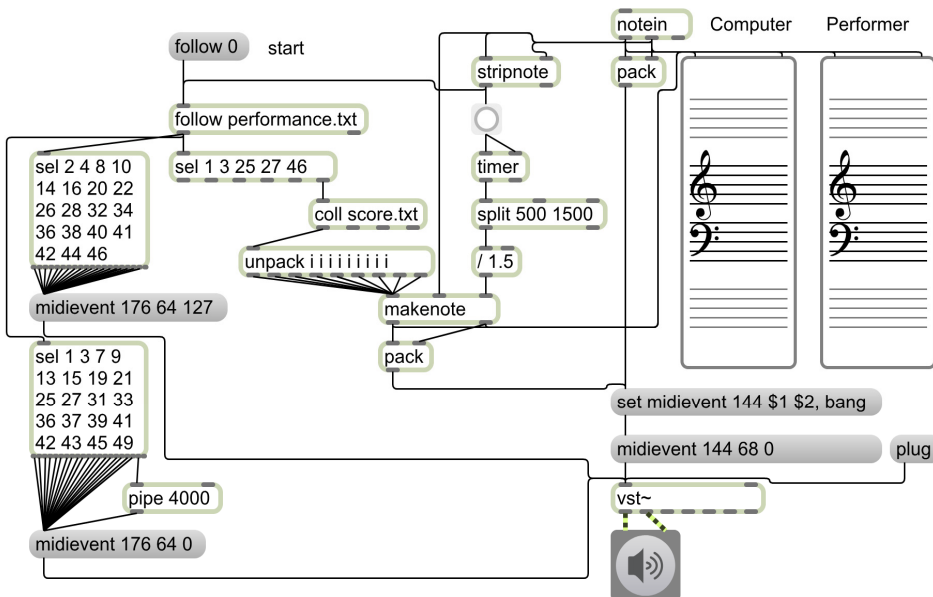 notein
Computer
Performer
follow 0
start
stripnote
pack
follow performance.txt
sel 2 4 8 10
14 16 20 22
26 28 32 34
36 38 40 41
42 44 46
sel 1 3 25 27 46
timer
coll score.txt
split 500 1500
unpack i i i i i i i i i i
/ 1.5
midievent 176 64 127
makenote
sel 1 3 7 9
13 15 19 21
25 27 31 33
36 37 39 41
42 43 45 49
pack
set midievent 144 $1 $2, bang
midievent 144 68 0
plug
pipe 4000
vst~
midievent 176 64 0